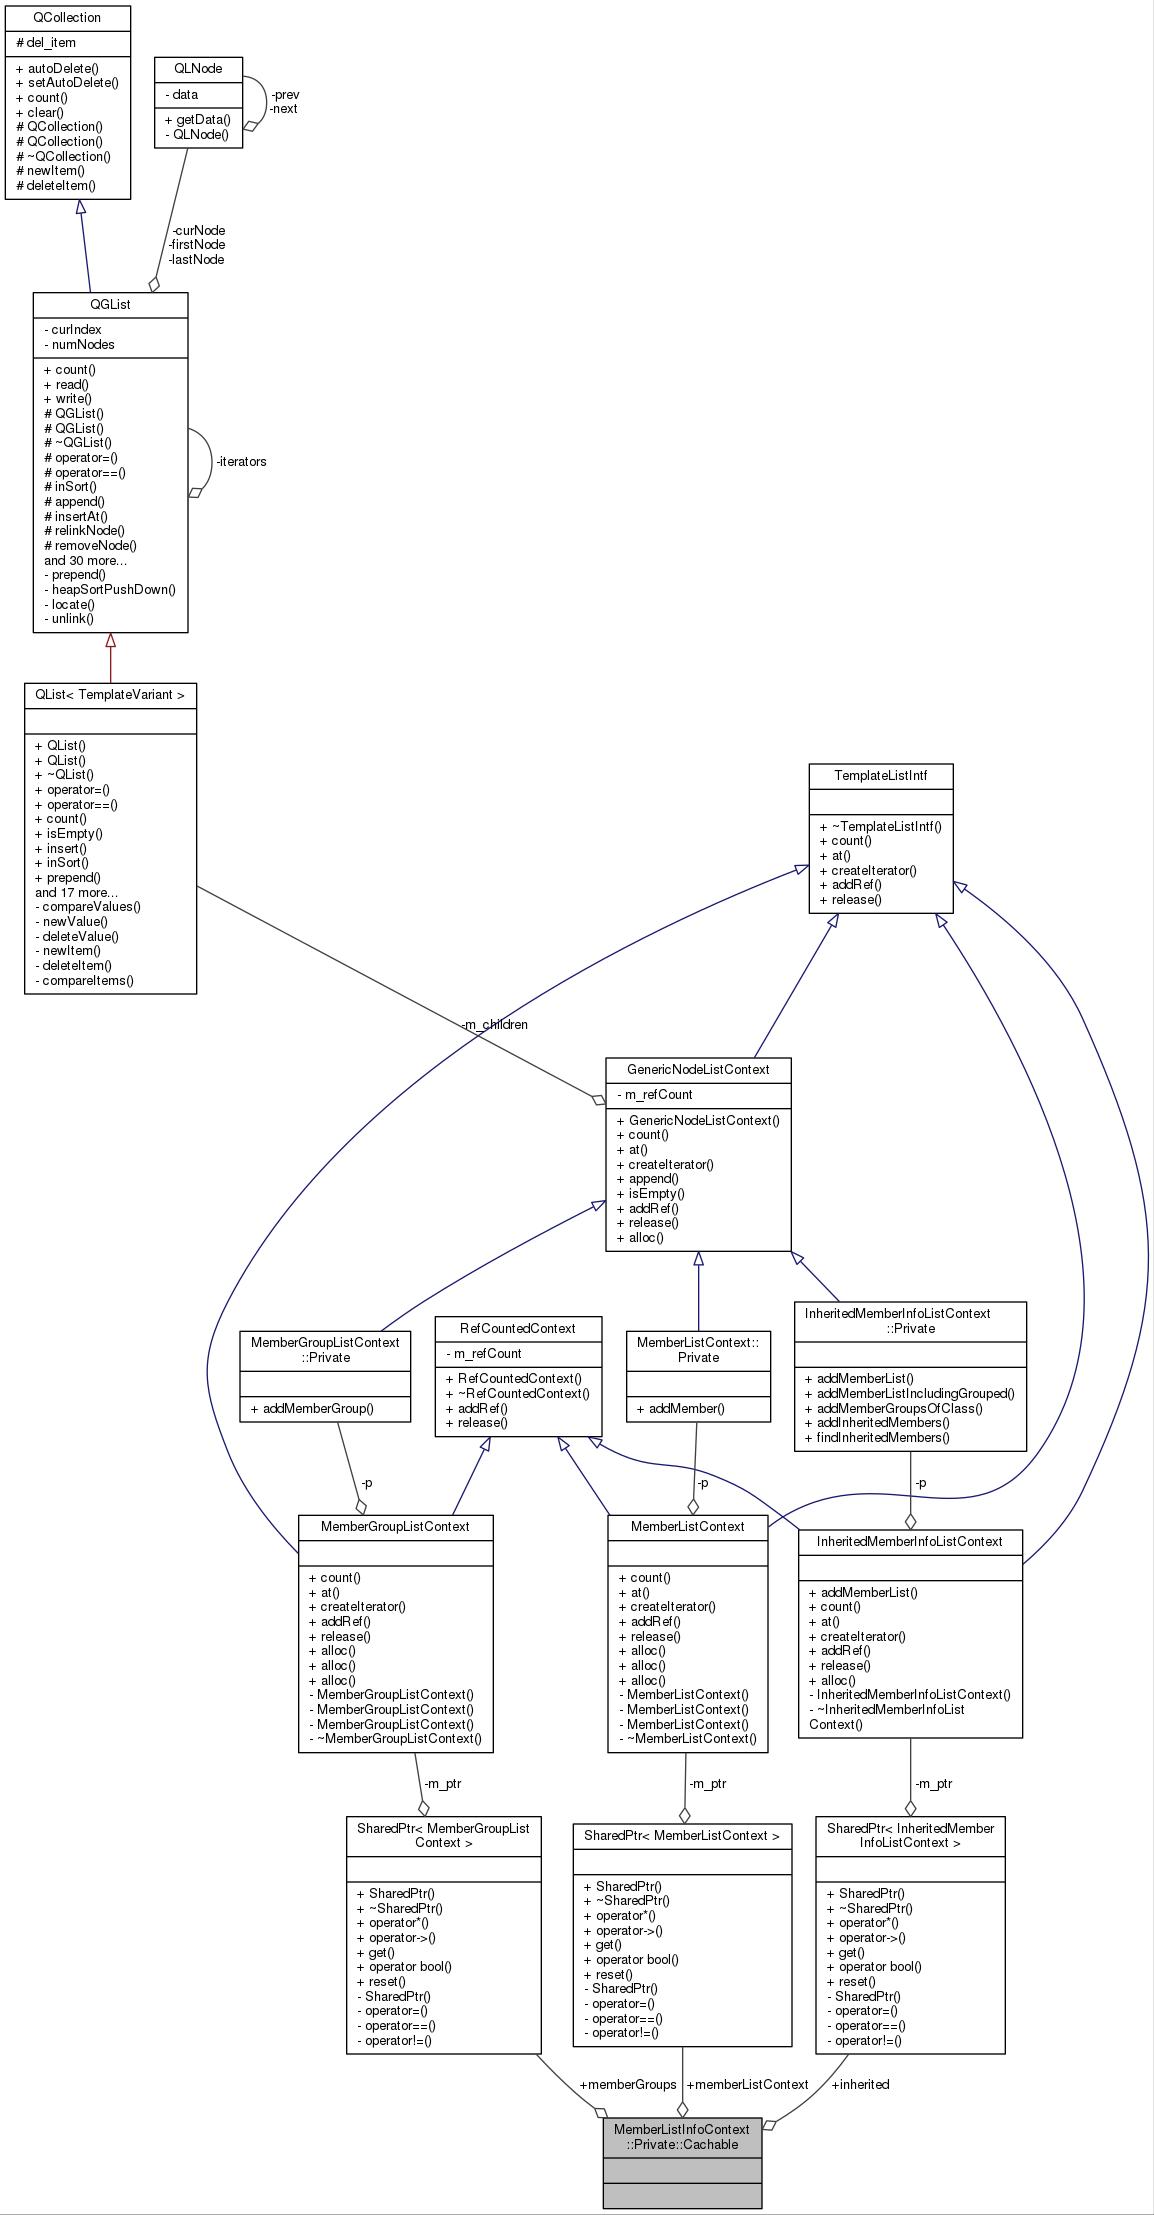 QCollection
# del_item
+ autoDelete()
+ setAutoDelete()
+ count()
+ clear()
# QCollection()
# QCollection()
# ~QCollection()
# newItem()
# deleteItem()
QLNode
- data
+ getData()
- QLNode()
-prev
-next
-curNode
-firstNode
-lastNode
QGList
- curIndex
- numNodes
+ count()
+ read()
+ write()
# QGList()
# QGList()
# ~QGList()
# operator=()
# operator==()
# inSort()
# append()
# insertAt()
# relinkNode()
# removeNode()
and 30 more...
- prepend()
- heapSortPushDown()
- locate()
- unlink()
-iterators
QList< TemplateVariant >
+ QList()
+ QList()
+ ~QList()
+ operator=()
+ operator==()
+ count()
+ isEmpty()
+ insert()
+ inSort()
+ prepend()
and 17 more...
- compareValues()
- newValue()
- deleteValue()
- newItem()
- deleteItem()
- compareItems()
TemplateListIntf
+ ~TemplateListIntf()
+ count()
+ at()
+ createIterator()
+ addRef()
+ release()
-m_children
GenericNodeListContext
- m_refCount
+ GenericNodeListContext()
+ count()
+ at()
+ createIterator()
+ append()
+ isEmpty()
+ addRef()
+ release()
+ alloc()
MemberGroupListContext
::Private
+ addMemberGroup()
RefCountedContext
- m_refCount
+ RefCountedContext()
+ ~RefCountedContext()
+ addRef()
+ release()
MemberListContext::
Private
+ addMember()
InheritedMemberInfoListContext
::Private
+ addMemberList()
+ addMemberListIncludingGrouped()
+ addMemberGroupsOfClass()
+ addInheritedMembers()
+ findInheritedMembers()
-p
-p
-p
MemberGroupListContext
+ count()
+ at()
+ createIterator()
+ addRef()
+ release()
+ alloc()
+ alloc()
+ alloc()
- MemberGroupListContext()
- MemberGroupListContext()
- MemberGroupListContext()
- ~MemberGroupListContext()
MemberListContext
+ count()
+ at()
+ createIterator()
+ addRef()
+ release()
+ alloc()
+ alloc()
+ alloc()
- MemberListContext()
- MemberListContext()
- MemberListContext()
- ~MemberListContext()
InheritedMemberInfoListContext
+ addMemberList()
+ count()
+ at()
+ createIterator()
+ addRef()
+ release()
+ alloc()
- InheritedMemberInfoListContext()
- ~InheritedMemberInfoList
Context()
-m_ptr
-m_ptr
-m_ptr
SharedPtr< MemberGroupList
Context >
+ SharedPtr()
+ ~SharedPtr()
+ operator*()
+ operator->()
+ get()
+ operator bool()
+ reset()
- SharedPtr()
- operator=()
- operator==()
- operator!=()
SharedPtr< MemberListContext >
+ SharedPtr()
+ ~SharedPtr()
+ operator*()
+ operator->()
+ get()
+ operator bool()
+ reset()
- SharedPtr()
- operator=()
- operator==()
- operator!=()
SharedPtr< InheritedMember
InfoListContext >
+ SharedPtr()
+ ~SharedPtr()
+ operator*()
+ operator->()
+ get()
+ operator bool()
+ reset()
- SharedPtr()
- operator=()
- operator==()
- operator!=()
+memberGroups
+memberListContext
+inherited
MemberListInfoContext
::Private::Cachable